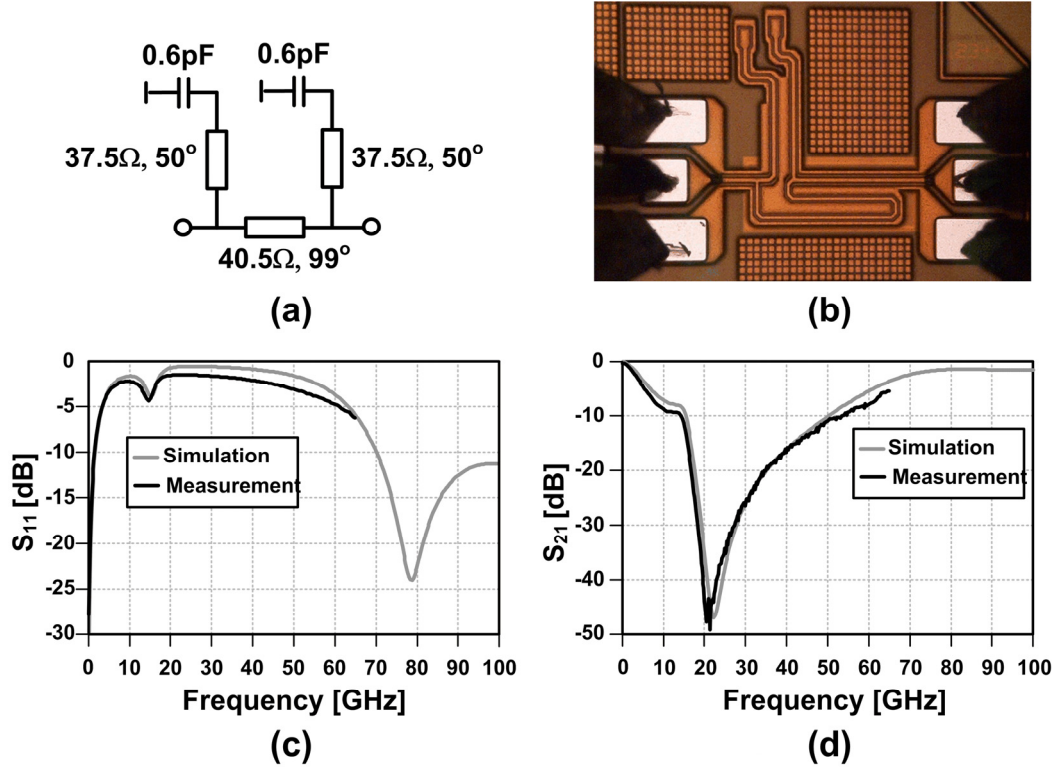 0.6pF 0.6pF
37.5Ω, 50° 37.5Ω, 50°
40.5Ω, 99°
(a)
(b)
0
-5
-10
-15
-20
-25
-30
S11 [dB]
Simulation
Measurement
0 10 20 30 40 50 60 70 80 90 100
Frequency [GHz]
(c)
0
-10
-20
-30
-40
-50
S21 [dB]
Simulation
Measurement
0 10 20 30 40 50 60 70 80 90 100
Frequency [GHz]
(d)